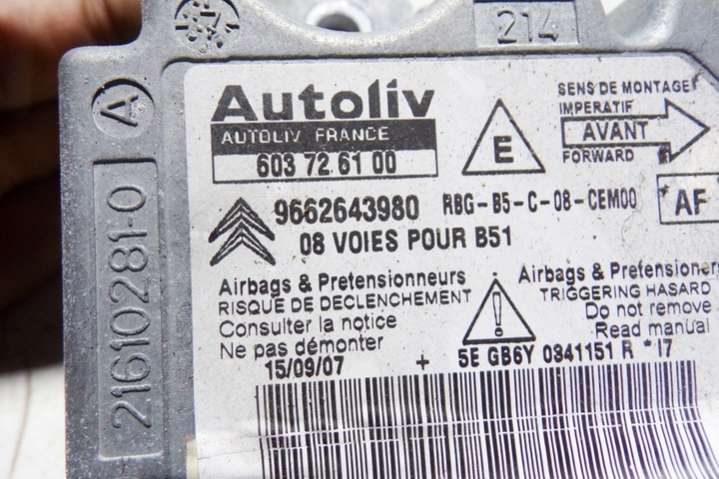 214
A
21610281-0
Autoliv
AUTOLIV FRANCE
603 72 61 00
E
SENS DE MONTAGE
IMPERATIF
AVANT
FORWARD
9662643980 RBG-B5-C-08-CEM00
AF
08 VOIES POUR B51
Airbags & Pretensionneurs
RISQUE DE DECLENCHEMENT
Consulter la notice
Ne pas démonter
!
Airbags & Pretensioners
TRIGGERING HASARD
Do not remove
Read manual
15/09/07 + 5E GB6Y 0341151 R *17